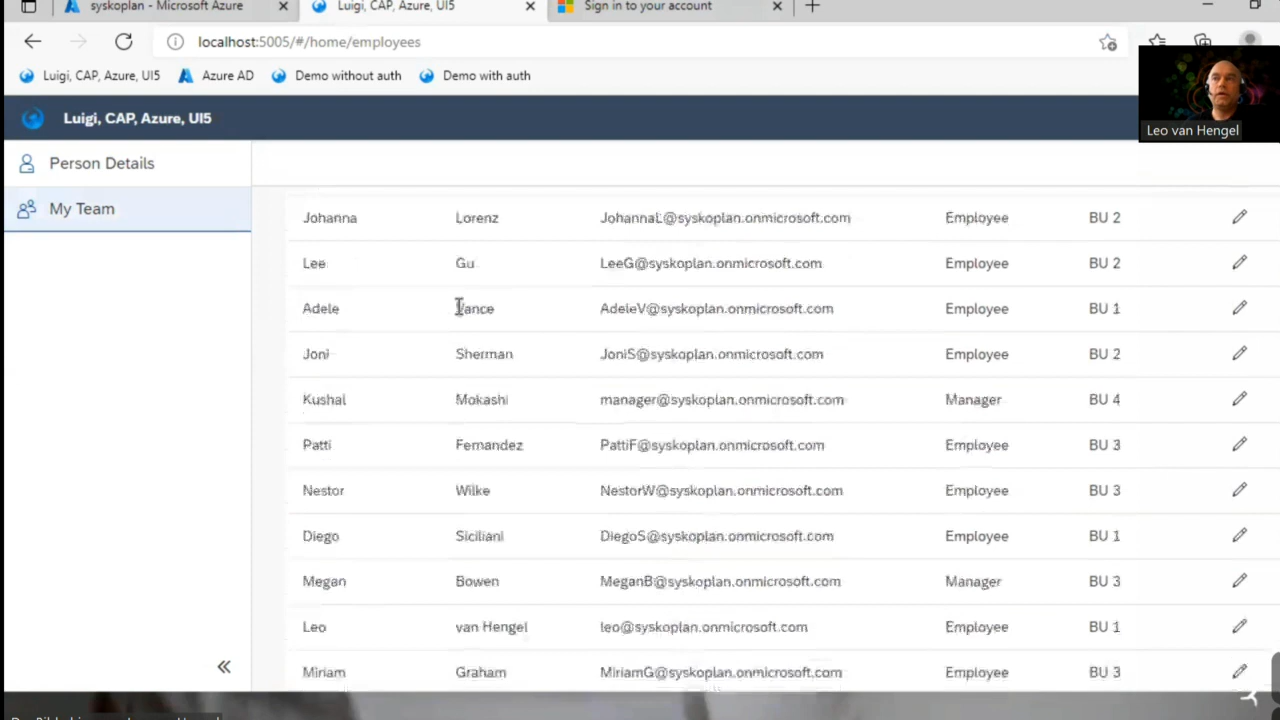 syskoplan - Microsoft Azure
Luigi, CAP, Azure, UI5
Sign in to your account
localhost:5005/#/home/employees
Luigi, CAP, Azure, UI5
Azure AD
Demo without auth
Demo with auth
Leo van Hengel
Luigi, CAP, Azure, UI5
Person Details
My Team
Johanna Lorenz JohannaL@syskoplan.onmicrosoft.com Employee BU 2
Lee Gu LeeG@syskoplan.onmicrosoft.com Employee BU 2
Adele Vance AdeleV@syskoplan.onmicrosoft.com Employee BU 1
Joni Sherman JoniS@syskoplan.onmicrosoft.com Employee BU 2
Kushal Mokashi manager@syskoplan.onmicrosoft.com Manager BU 4
Patti Fernandez PattiF@syskoplan.onmicrosoft.com Employee BU 3
Nestor Wilke NestorW@syskoplan.onmicrosoft.com Employee BU 3
Diego Siciliani DiegoS@syskoplan.onmicrosoft.com Employee BU 1
Megan Bowen MeganB@syskoplan.onmicrosoft.com Manager BU 3
Leo van Hengel leo@syskoplan.onmicrosoft.com Employee BU 1
Miriam Graham MiriamG@syskoplan.onmicrosoft.com Employee BU 3